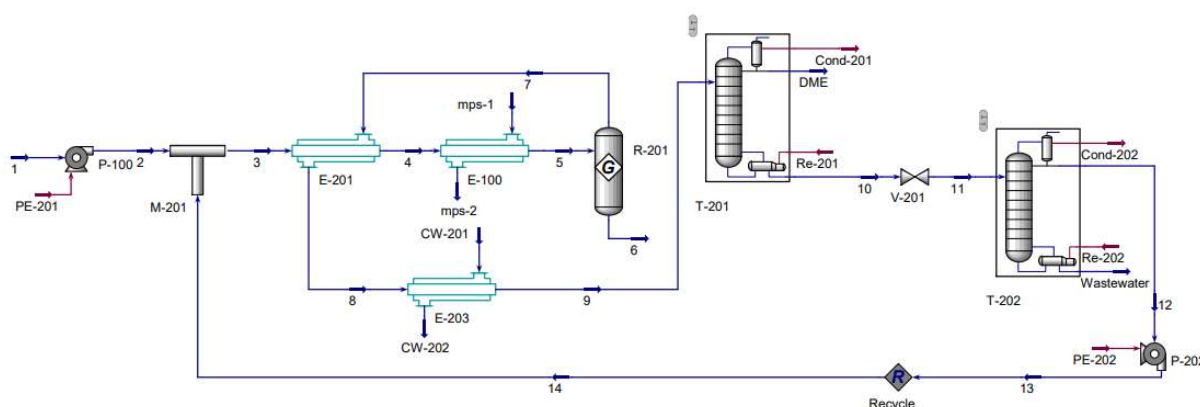 1
PE-201
P-100
2
M-201
3
E-201
4
mps-1
E-100
mps-2
5
7
R-201
G
6
8
CW-201
E-203
CW-202
9
T-201
Cond-201
DME
Re-201
10
V-201
11
T-202
Cond-202
Re-202
Wastewater
12
PE-202
P-202
13
R
Recycle
14